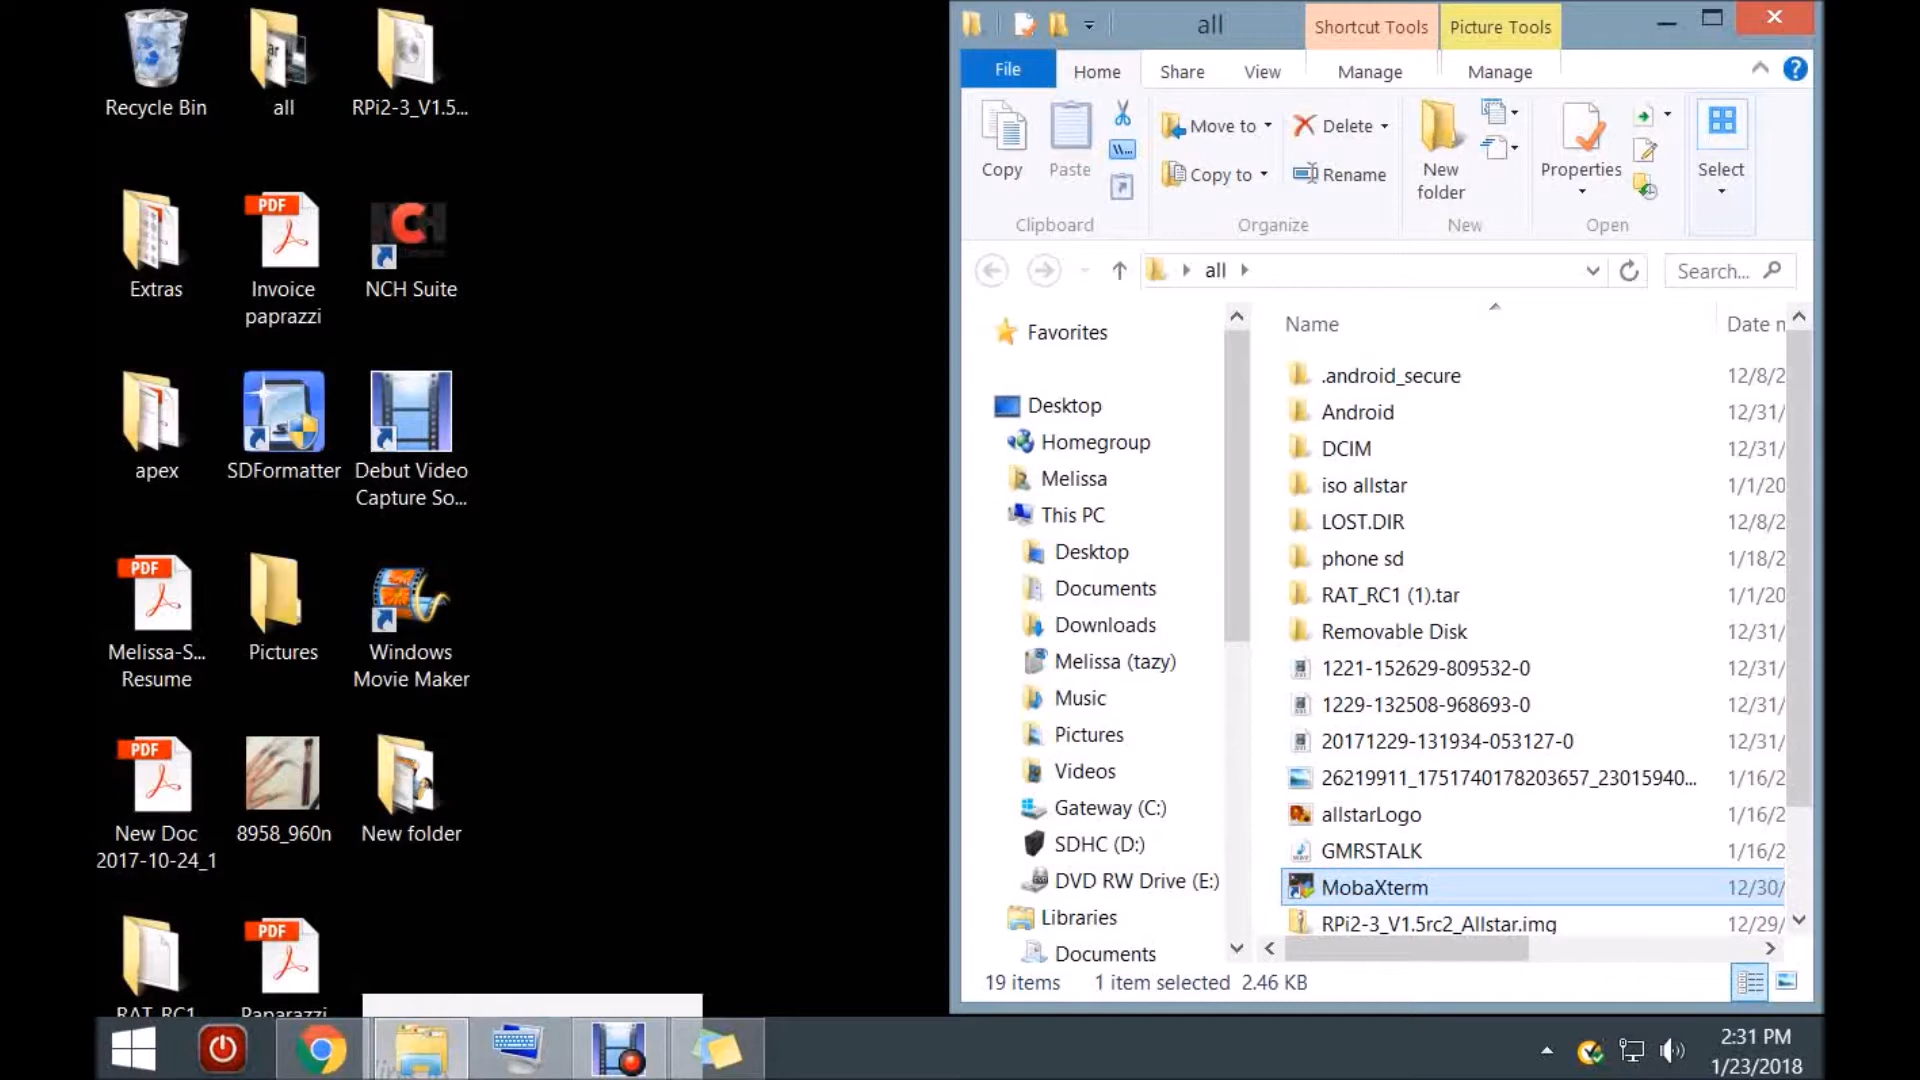 Recycle Bin
all
RPi2-3_V1.5...
Extras
PDF
Invoice
paprazzi
NCH
NCH Suite
apex
SDFormatter
Debut Video
Capture So...
PDF
Melissa-S...
Resume
Pictures
Windows
Movie Maker
PDF
New Doc
2017-10-24_1
8958_960n
New folder
RAT_RC1
PDF
Paparazzi
all
Shortcut Tools
Picture Tools
File
Home
Share
View
Manage
Manage
Copy
Paste
Clipboard
Move to
Copy to
Delete
Rename
Organize
New
folder
New
Properties
Open
Select
all
Search...
Favorites
Desktop
Homegroup
Melissa
This PC
Desktop
Documents
Downloads
Melissa (tazy)
Music
Pictures
Videos
Gateway (C:)
SDHC (D:)
DVD RW Drive (E:)
Libraries
Documents
Name Date n
.android_secure 12/8/2
Android 12/31/
DCIM 12/31/
iso allstar 1/1/20
LOST.DIR 12/8/2
phone sd 1/18/2
RAT_RC1 (1).tar 1/1/20
Removable Disk 12/31/
1221-152629-809532-0 12/31/
1229-132508-968693-0 12/31/
20171229-131934-053127-0 12/31/
26219911_1751740178203657_23015940... 1/16/2
allstarLogo 1/16/2
GMRSTALK 1/16/2
MobaXterm 12/30/
RPi2-3_V1.5rc2_Allstar.img 12/29/
19 items 1 item selected 2.46 KB
2:31 PM
1/23/2018